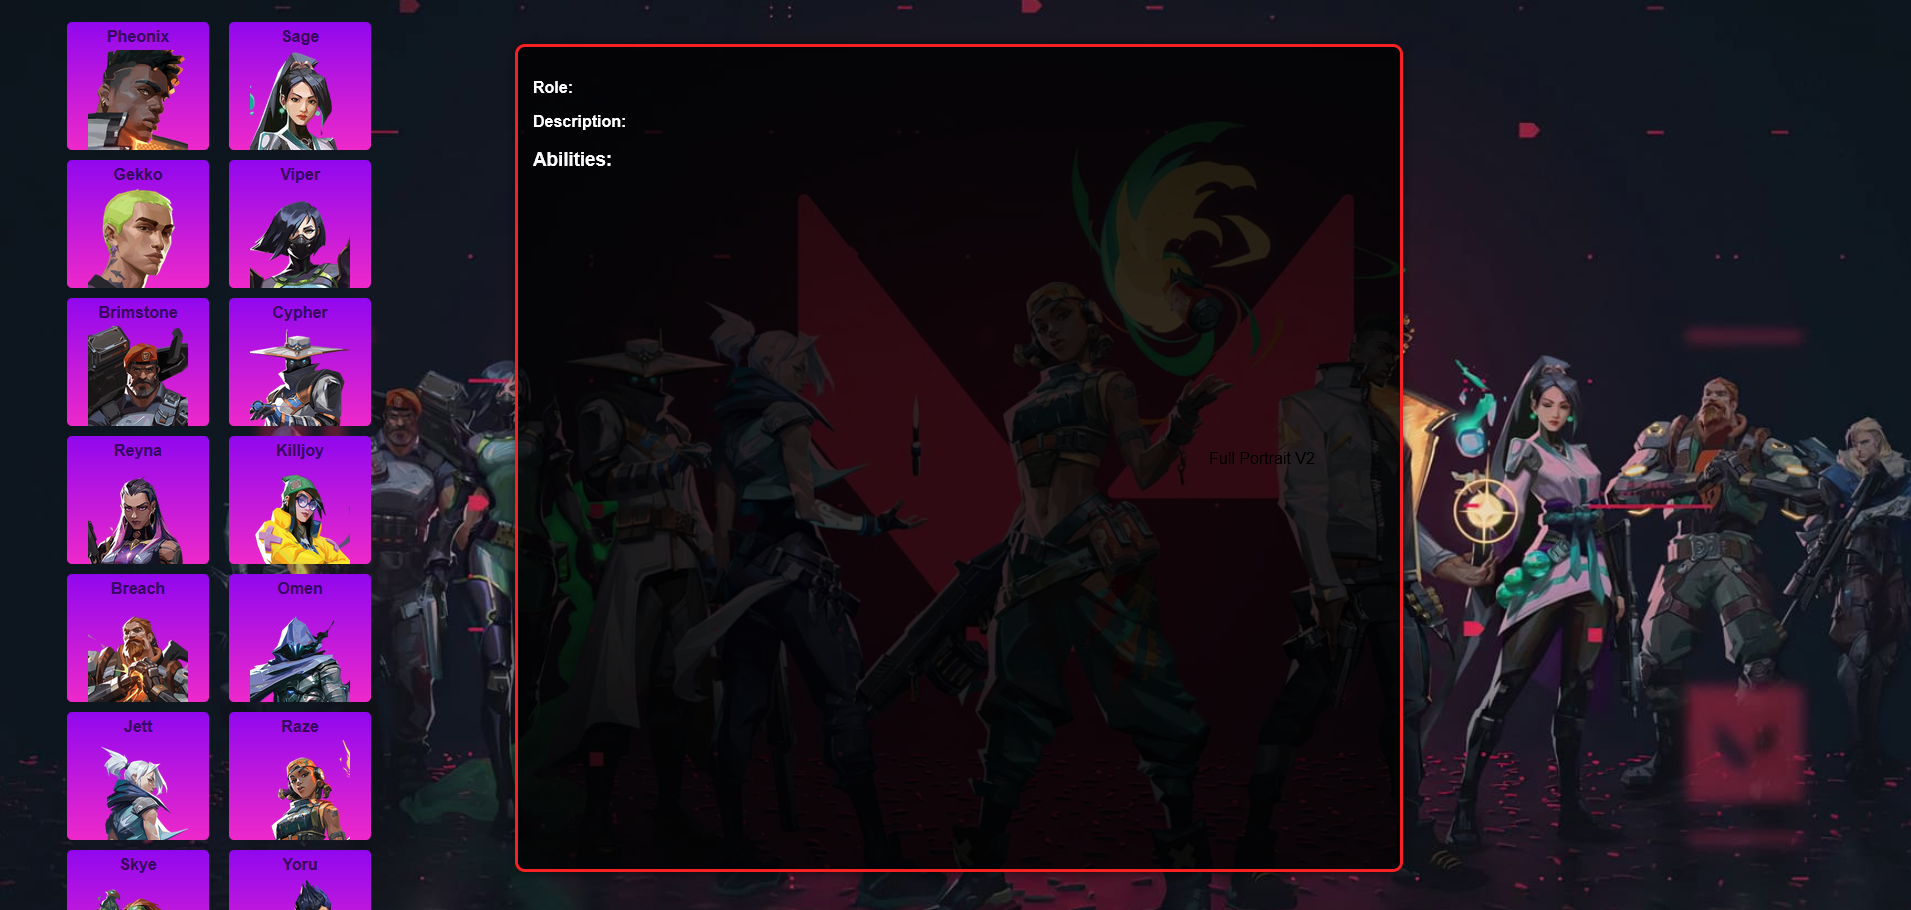 Pheonix
Sage
Gekko
Viper
Brimstone
Cypher
Reyna
Killjoy
Breach
Omen
Jett
Raze
Skye
Yoru
Role:
Description:
Abilities:
Full Portrait V2